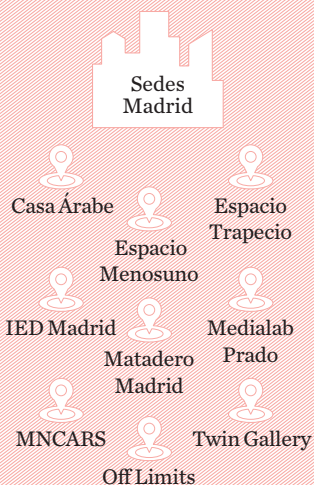 Sedes
Madrid
Casa Árabe
Espacio
Menosuno
Espacio
Trapecio
IED Madrid
Matadero
Madrid
Medialab
Prado
MNCARS
Off Limits
Twin Gallery